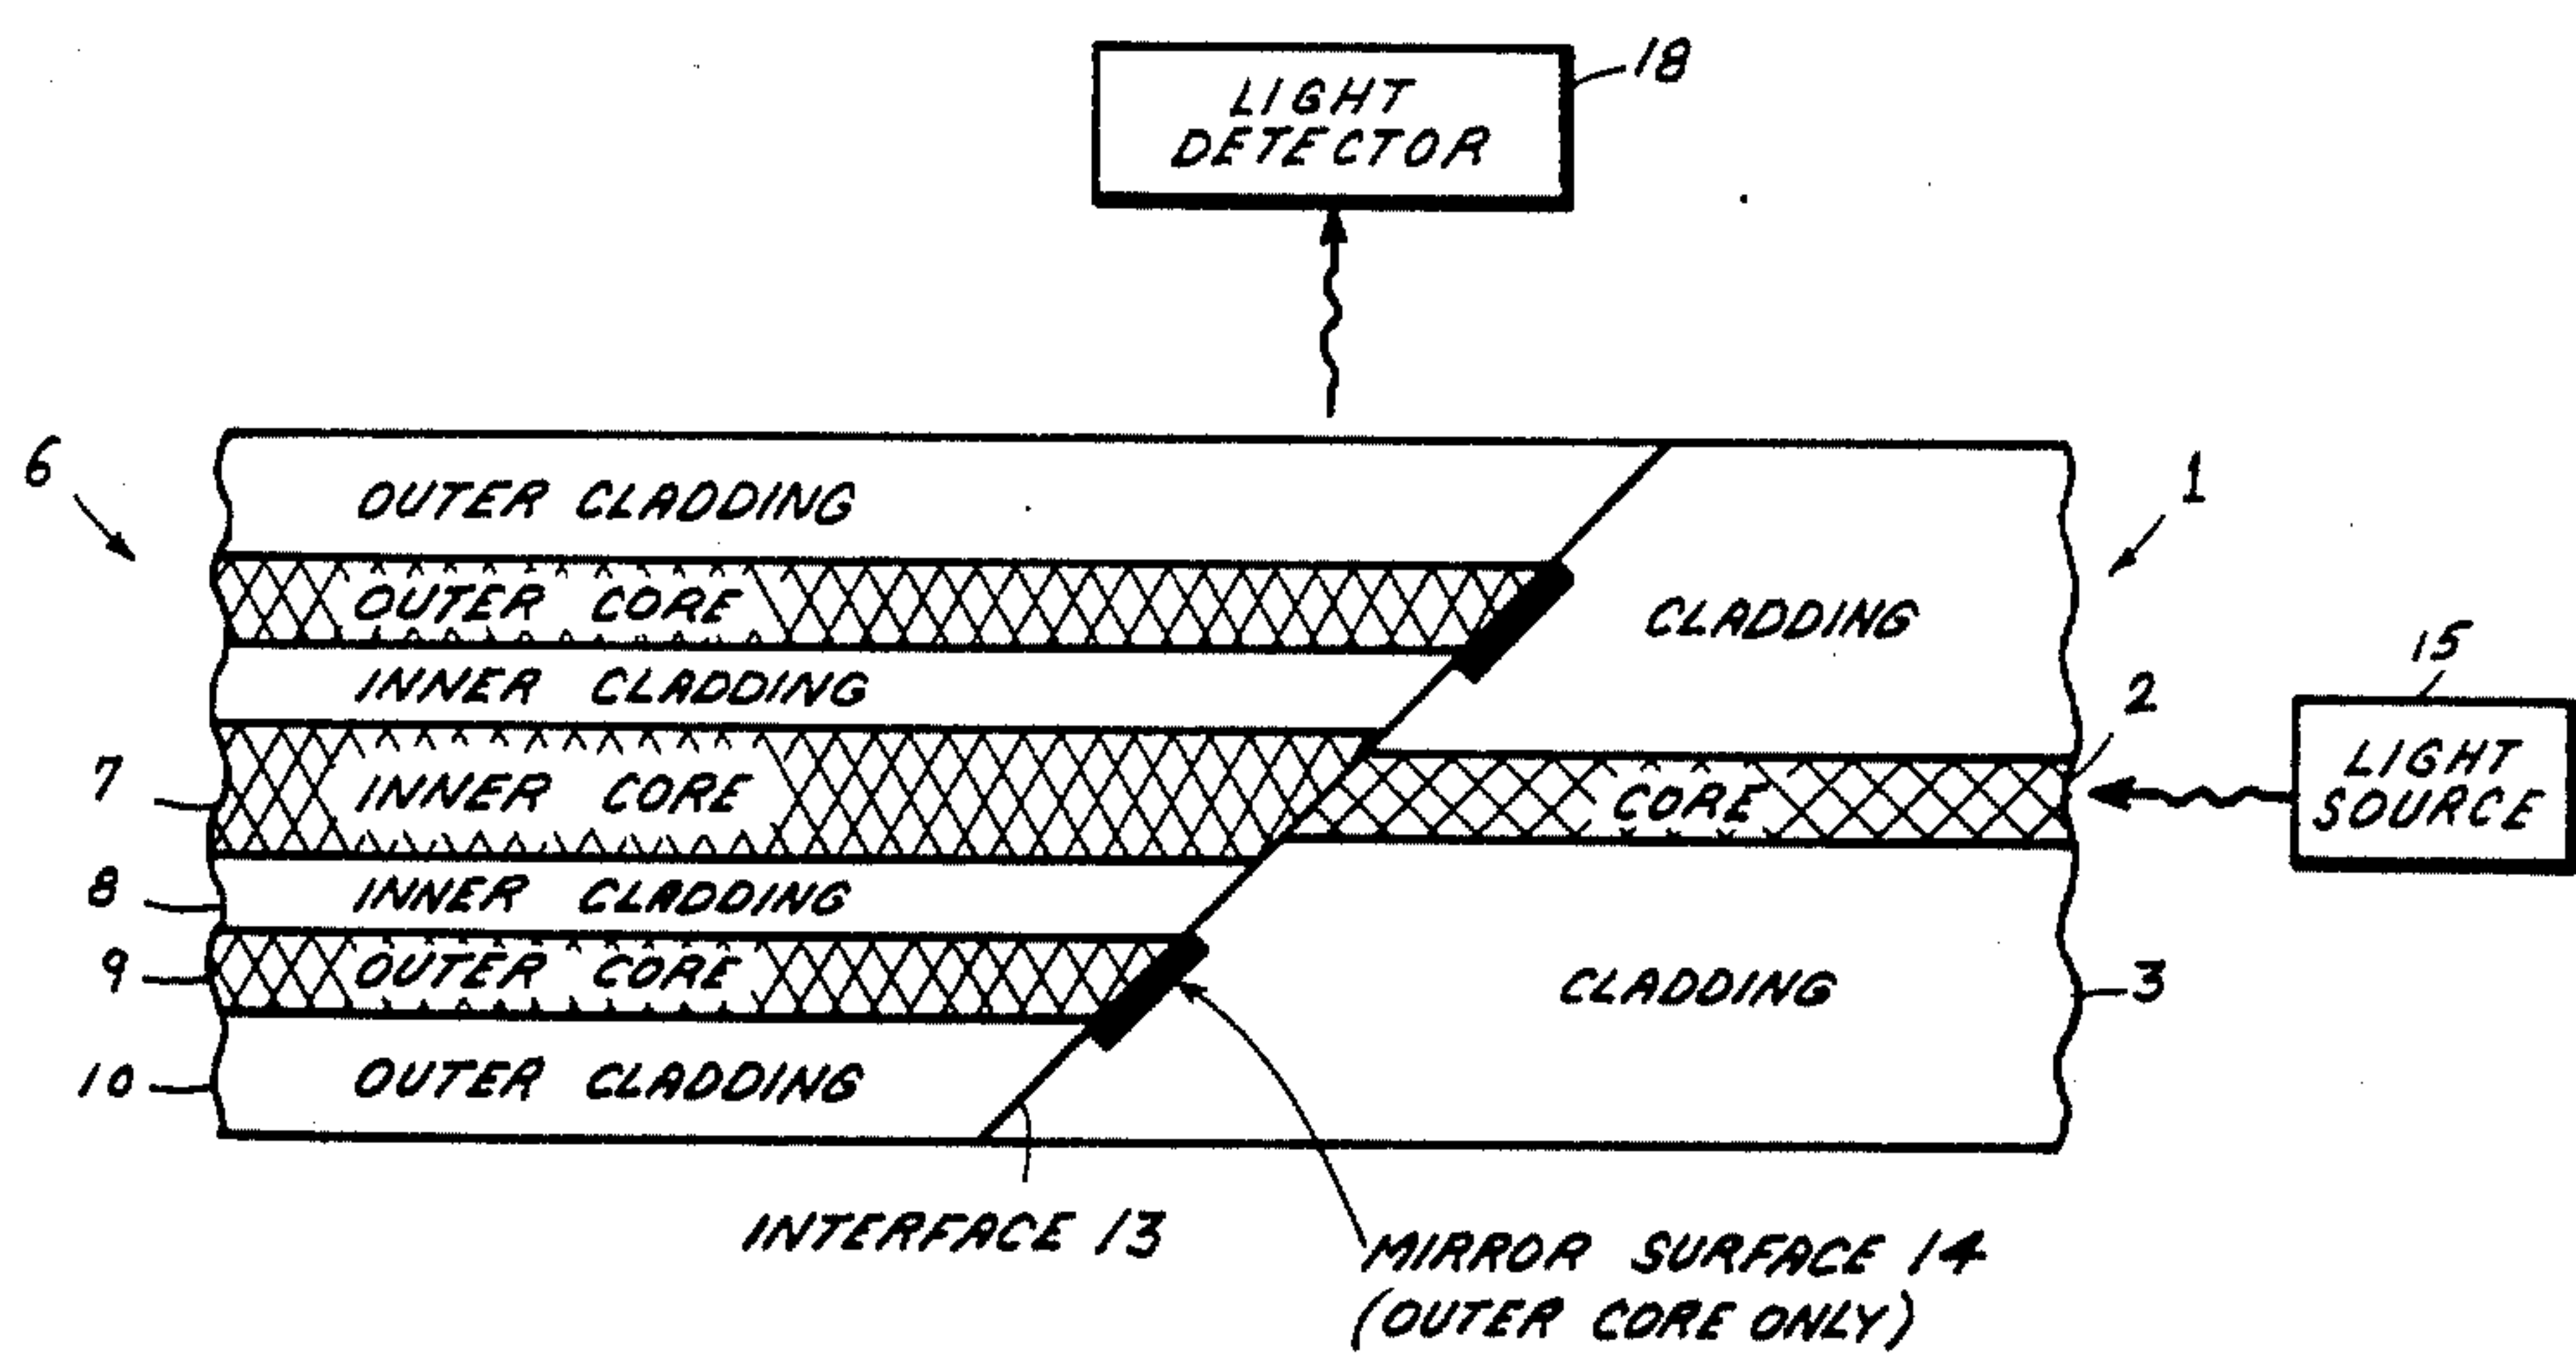 LIGHT
DETECTOR
18
6
1
OUTER CLADDING
OUTER CORE
CLADDING
INNER CLADDING
15
2
LIGHT
SOURCE
7
INNER CORE
CORE
8
INNER CLADDING
9
OUTER CORE
CLADDING
3
10
OUTER CLADDING
INTERFACE 13
MIRROR SURFACE 14
(OUTER CORE ONLY)